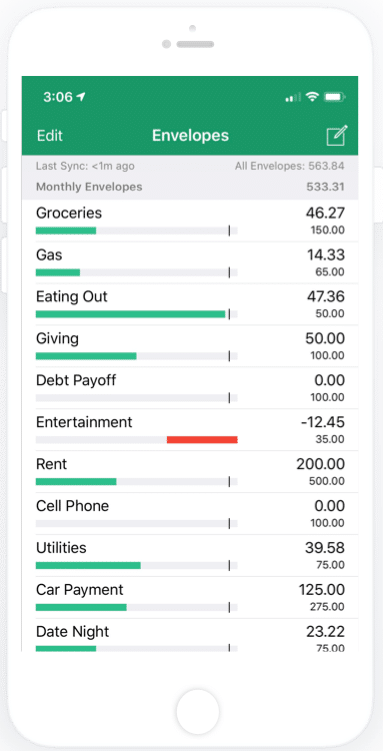 3:06
Edit Envelopes
Last Sync: <1m ago All Envelopes: 563.84
Monthly Envelopes 533.31
Groceries 46.27
150.00
Gas 14.33
65.00
Eating Out 47.36
50.00
Giving 50.00
100.00
Debt Payoff 0.00
100.00
Entertainment -12.45
35.00
Rent 200.00
500.00
Cell Phone 0.00
100.00
Utilities 39.58
75.00
Car Payment 125.00
275.00
Date Night 23.22
75.00